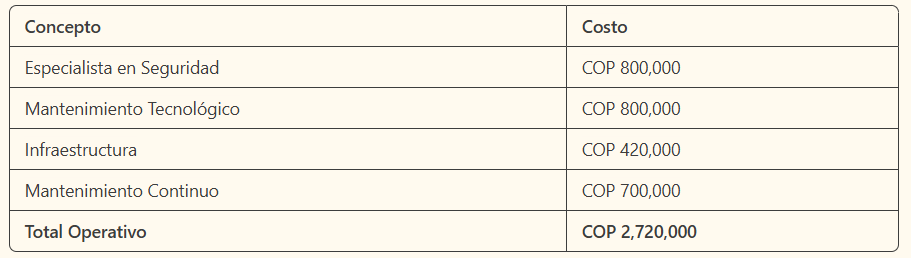 Concepto Costo
Especialista en Seguridad COP 800,000
Mantenimiento Tecnológico COP 800,000
Infraestructura COP 420,000
Mantenimiento Continuo COP 700,000
Total Operativo COP 2,720,000